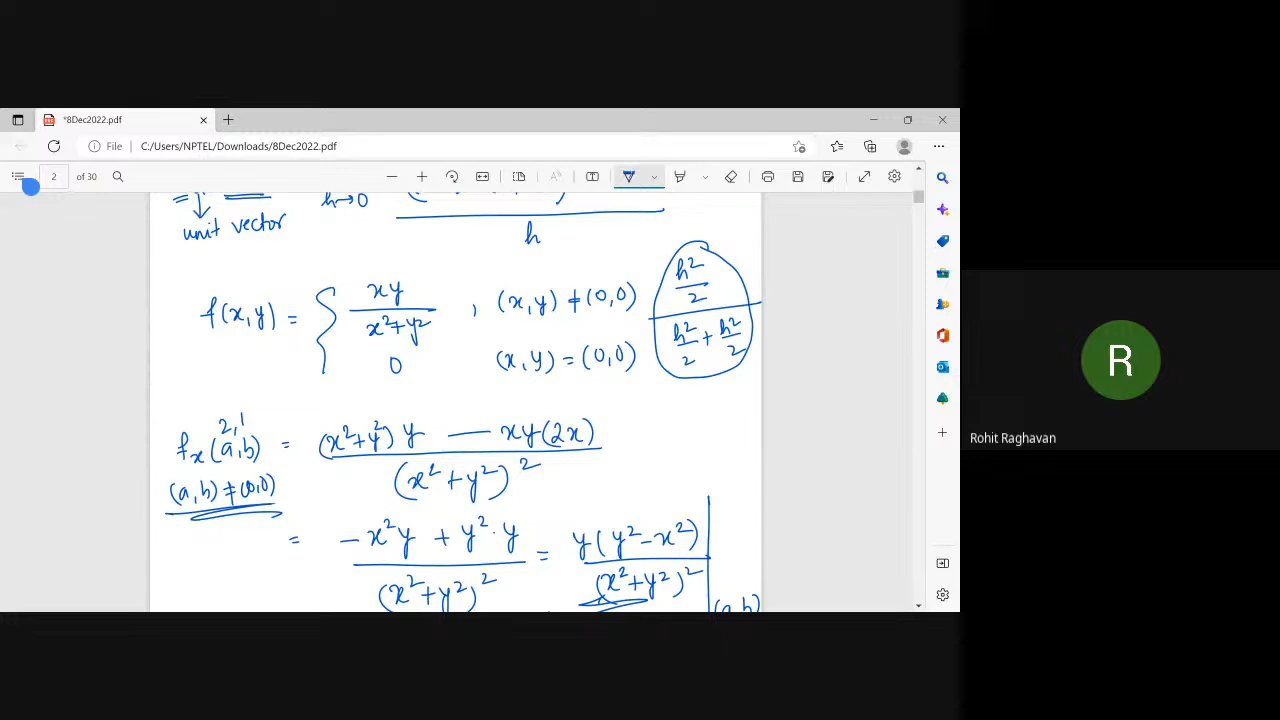 *8Dec2022.pdf
File C:/Users/NPTEL/Downloads/8Dec2022.pdf
2 of 30
h→0
unit vector
h
f(x,y) = { xy / x²+y² , (x,y) ≠ (0,0)
0 (x,y) = (0,0)
h²/2 / h²/2 + h²/2
2,1
fx(a,b) = (x²+y²)y — xy(2x) / (x²+y²)²
(a,b) ≠ (0,0)
= -x²y + y²·y / (x²+y²)² = y(y²-x²) / (x²+y²)² |(a,b)
R
Rohit Raghavan